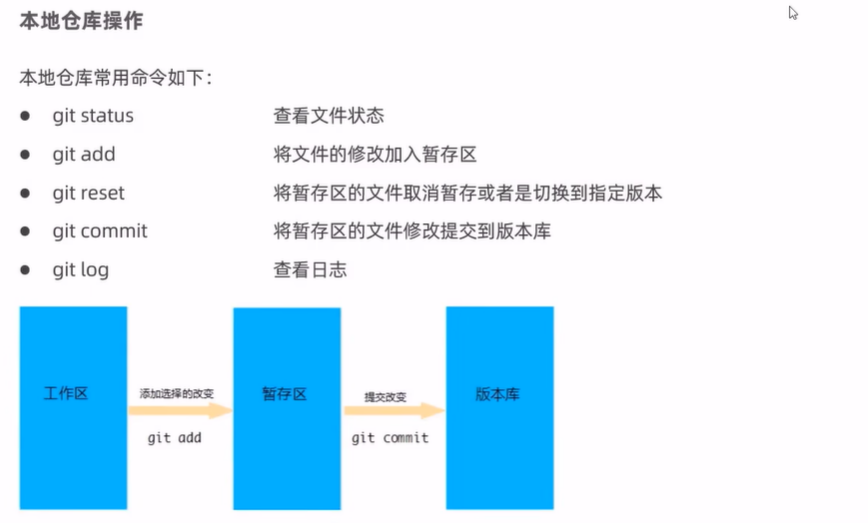 本地仓库操作
本地仓库常用命令如下：
● git status 查看文件状态
● git add 将文件的修改加入暂存区
● git reset 将暂存区的文件取消暂存或者是切换到指定版本
● git commit 将暂存区的文件修改提交到版本库
● git log 查看日志
工作区 添加选择的改变 暂存区 提交改变 版本库
git add git commit